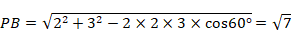 PB = √(2² + 3² − 2 × 2 × 3 × cos60°) = √7